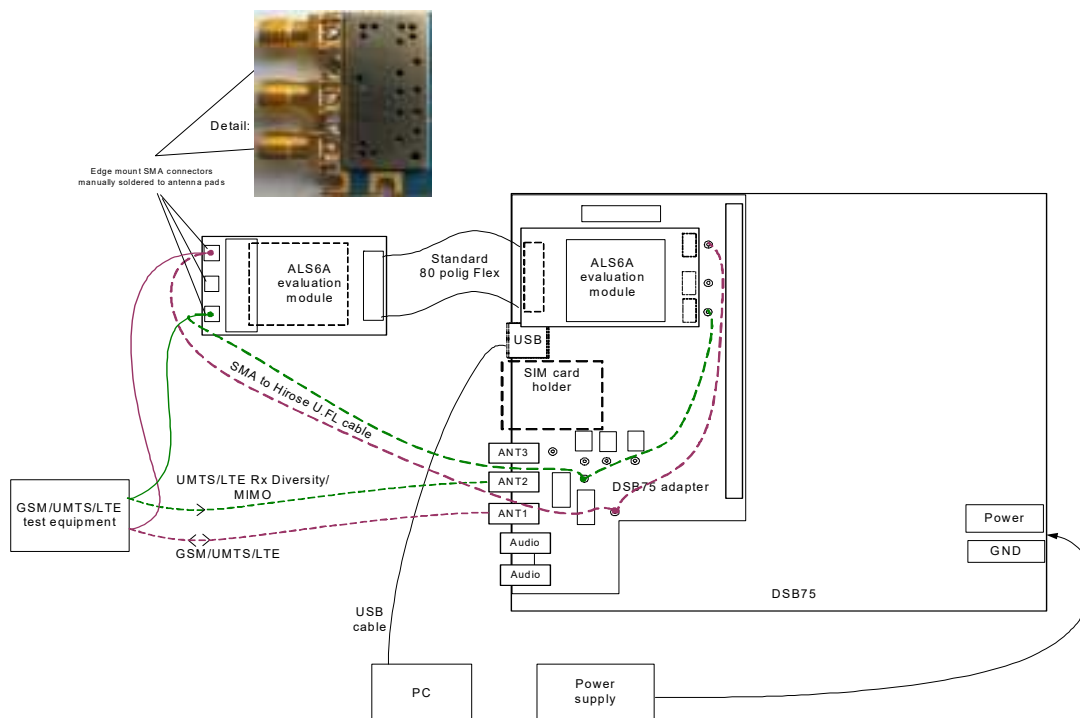 Detail:
Edge mount SMA connectors
manually soldered to antenna pads
ALS6A
evaluation
module
Standard
80 polig Flex
ALS6A
evaluation
module
USB
SIM card
holder
SMA to Hirose U.FL cable
ANT3
ANT2
ANT1
DSB75 adapter
UMTS/LTE Rx Diversity/
MIMO
GSM/UMTS/LTE
test equipment
GSM/UMTS/LTE
Audio
Audio
Power
GND
DSB75
USB
cable
PC
Power
supply